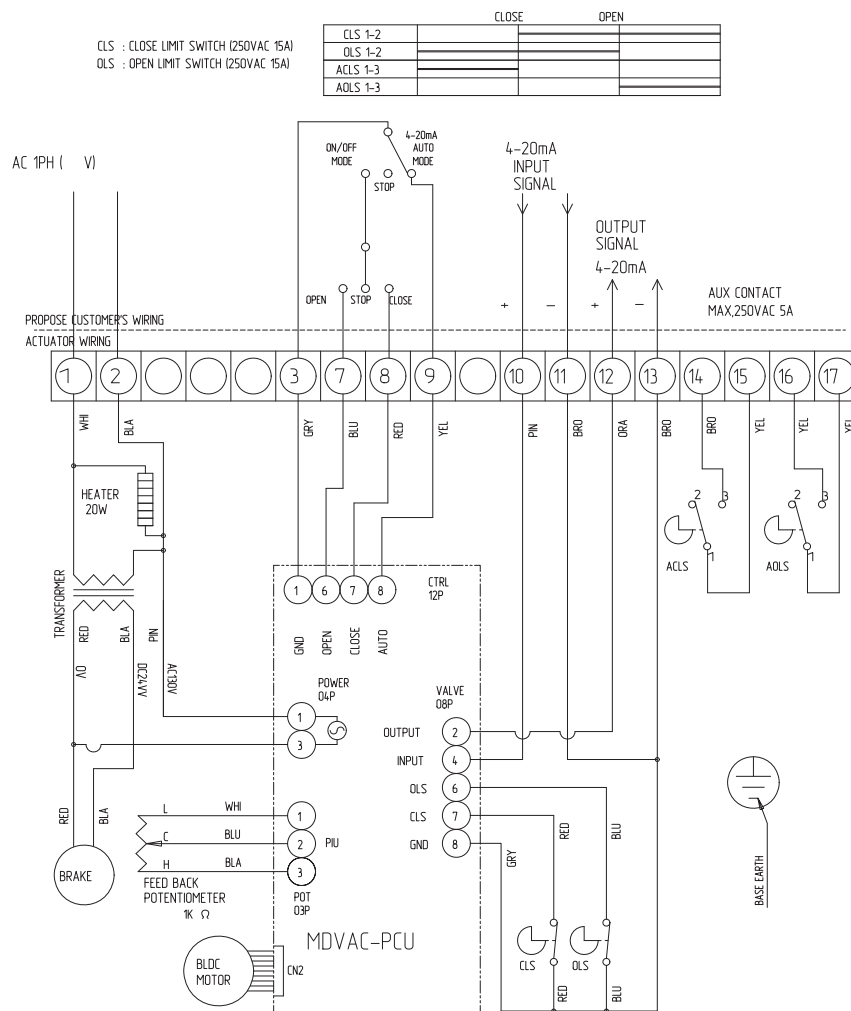 CLOSE OPEN
CLS : CLOSE LIMIT SWITCH (250VAC 15A)
OLS : OPEN LIMIT SWITCH (250VAC 15A)
CLS 1-2
OLS 1-2
ACLS 1-3
AOLS 1-3
AC 1PH ( V)
ON/OFF
MODE
STOP
4-20mA
AUTO
MODE
OPEN
STOP
CLOSE
4-20mA
INPUT
SIGNAL
OUTPUT
SIGNAL
4-20mA
+ − + −
AUX CONTACT
MAX,250VAC 5A
PROPOSE CUSTOMER'S WIRING
ACTUATOR WIRING
1 2 3 7 8 9 10 11 12 13 14 15 16 17
WHI BLA GRY BLU RED YEL PIN BRO ORA BRO BRO YEL YEL YEL
HEATER
20W
2 3 1
ACLS
2 3 1
AOLS
TRANSFORMER
RED
BLA
PIN
0V
DC24VV
AC130V
CTRL
12P
1 6 7 8
GND OPEN CLOSE AUTO
POWER
04P
1
3
VALVE
08P
OUTPUT 2
INPUT 4
OLS 6
CLS 7
GND 8
GRY
RED
BLU
RED
BLA
BRAKE
L WHI 1
C BLU 2 PIU
H BLA 3
FEED BACK
POTENTIOMETER
1K Ω
POT
03P
MDVAC-PCU
BLDC
MOTOR
CN2
CLS
OLS
RED
BLU
BASE EARTH